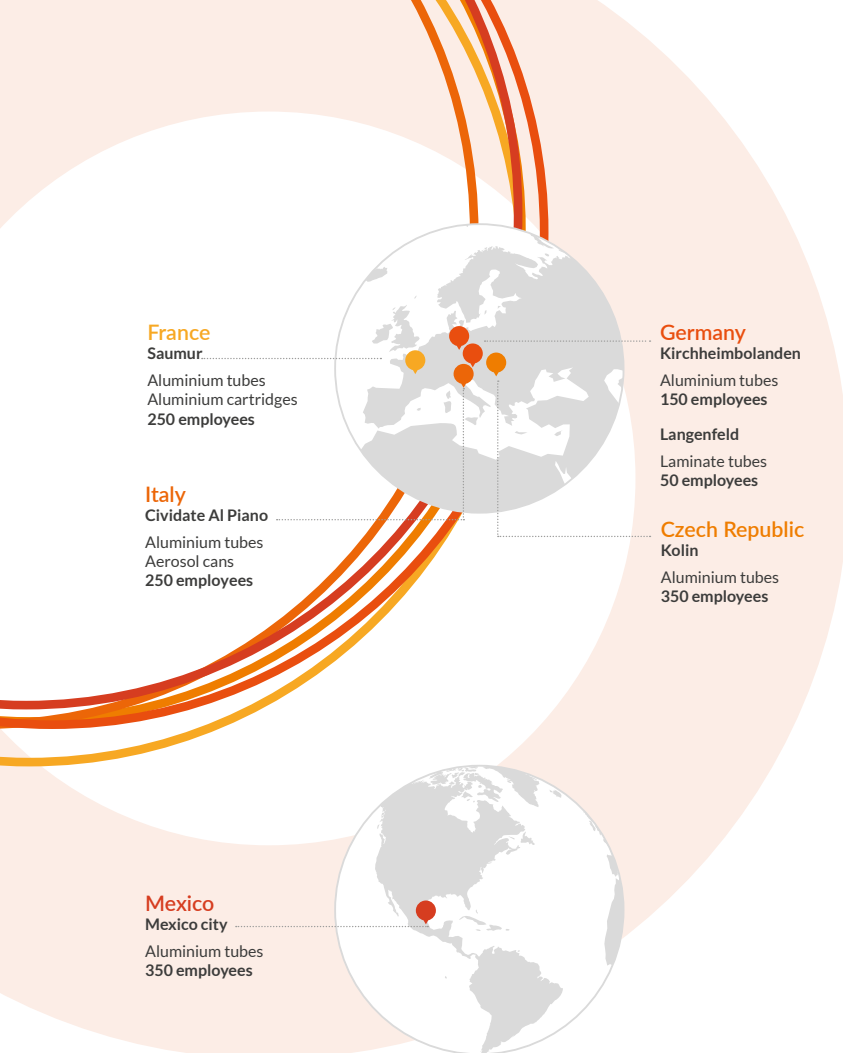 France
Saumur
Aluminium tubes
Aluminium cartridges
250 employees
Germany
Kirchheimbolanden
Aluminium tubes
150 employees
Langenfeld
Laminate tubes
50 employees
Italy
Cividate Al Piano
Aluminium tubes
Aerosol cans
250 employees
Czech Republic
Kolin
Aluminium tubes
350 employees
Mexico
Mexico city
Aluminium tubes
350 employees